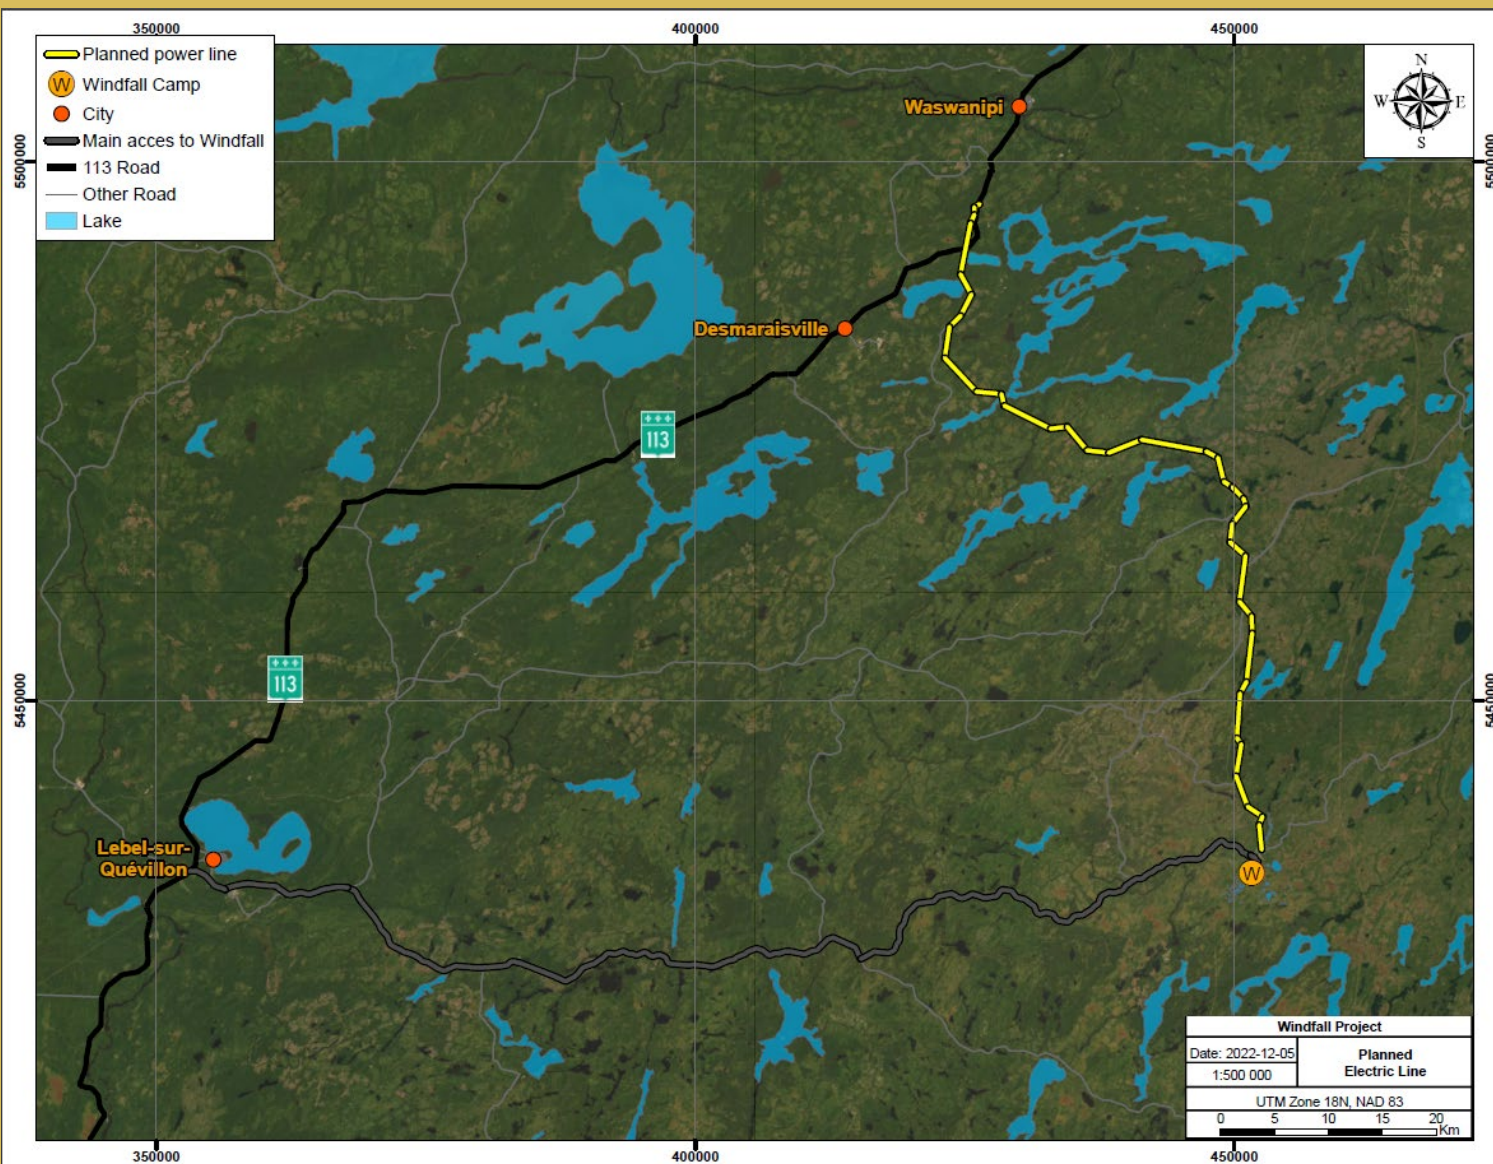 350000
400000
450000
Planned power line
W Windfall Camp
City
Main acces to Windfall
113 Road
Other Road
Lake
N
W E
S
Waswanipi
5500000
5500000
Desmaraisville
113
113
5450000
5450000
Lebel-sur-
Quévillon
W
Windfall Project
Date: 2022-12-05
1:500 000
Planned
Electric Line
UTM Zone 18N, NAD 83
0 5 10 15 20
Km
350000
400000
450000